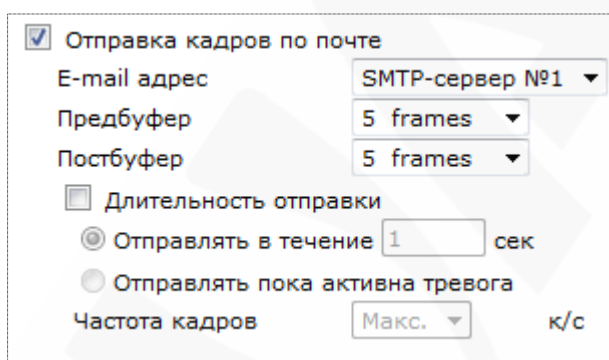 Отправка кадров по почте
E-mail адрес SMTP-сервер №1
Предбуфер 5 frames
Постбуфер 5 frames
Длительность отправки
Отправлять в течение 1 сек
Отправлять пока активна тревога
Частота кадров Макс. к/с